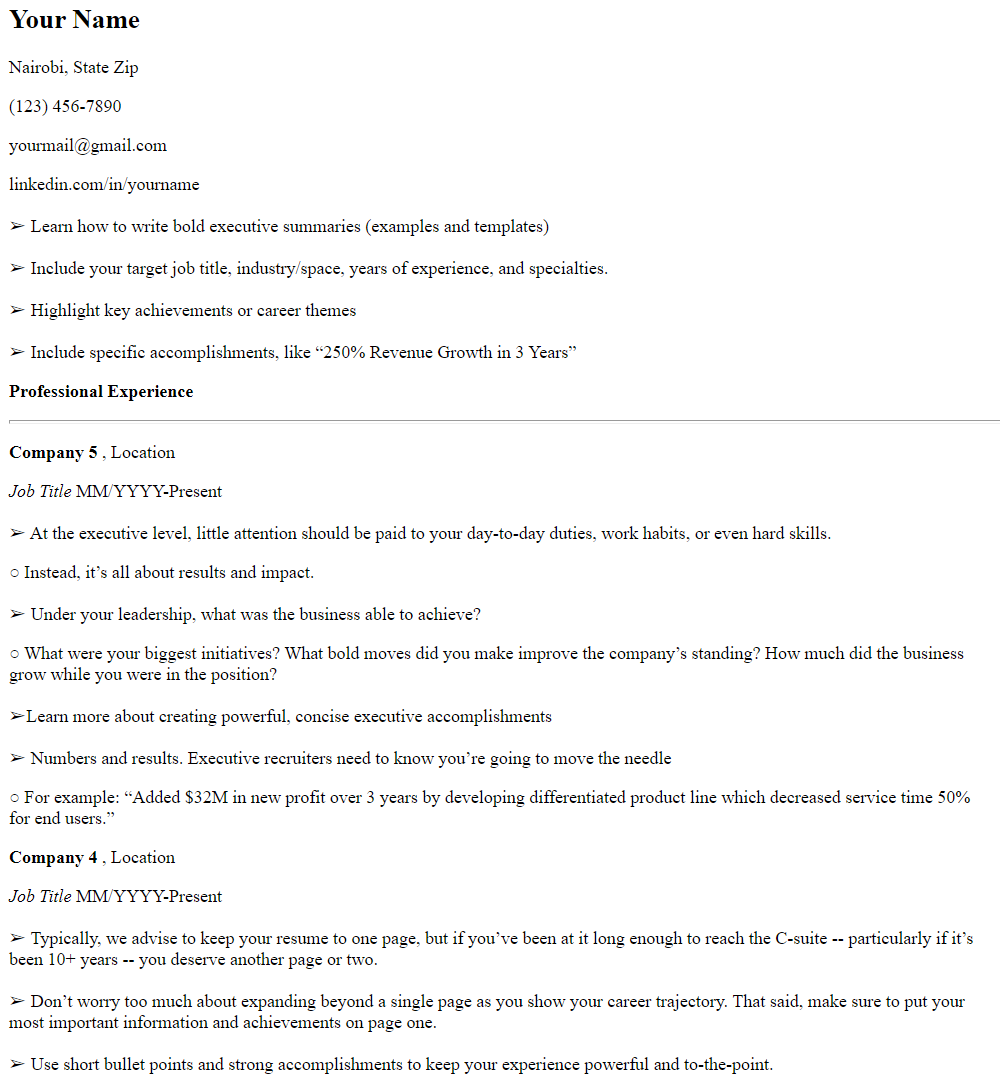 Your Name
Nairobi, State Zip
(123) 456-7890
yourmail@gmail.com
linkedin.com/in/yourname
➢ Learn how to write bold executive summaries (examples and templates)
➢ Include your target job title, industry/space, years of experience, and specialties.
➢ Highlight key achievements or career themes
➢ Include specific accomplishments, like “250% Revenue Growth in 3 Years”
Professional Experience
Company 5 , Location
Job Title MM/YYYY-Present
➢ At the executive level, little attention should be paid to your day-to-day duties, work habits, or even hard skills.
○ Instead, it’s all about results and impact.
➢ Under your leadership, what was the business able to achieve?
○ What were your biggest initiatives? What bold moves did you make improve the company’s standing? How much did the business
grow while you were in the position?
➢Learn more about creating powerful, concise executive accomplishments
➢ Numbers and results. Executive recruiters need to know you’re going to move the needle
○ For example: “Added $32M in new profit over 3 years by developing differentiated product line which decreased service time 50%
for end users.”
Company 4 , Location
Job Title MM/YYYY-Present
➢ Typically, we advise to keep your resume to one page, but if you’ve been at it long enough to reach the C-suite -- particularly if it’s
been 10+ years -- you deserve another page or two.
➢ Don’t worry too much about expanding beyond a single page as you show your career trajectory. That said, make sure to put your
most important information and achievements on page one.
➢ Use short bullet points and strong accomplishments to keep your experience powerful and to-the-point.